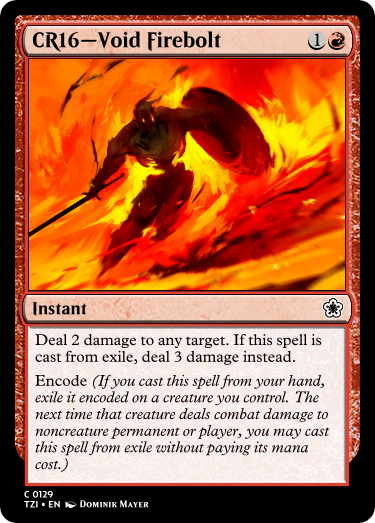 CR16—Void Firebolt 1
Instant
Deal 2 damage to any target. If this spell is
cast from exile, deal 3 damage instead.
Encode (If you cast this spell from your hand,
exile it encoded on a creature you control. The
next time that creature deals combat damage to
noncreature permanent or player, you may cast
this spell from exile without paying its mana
cost.)
C 0129
TZI • EN Dominik Mayer